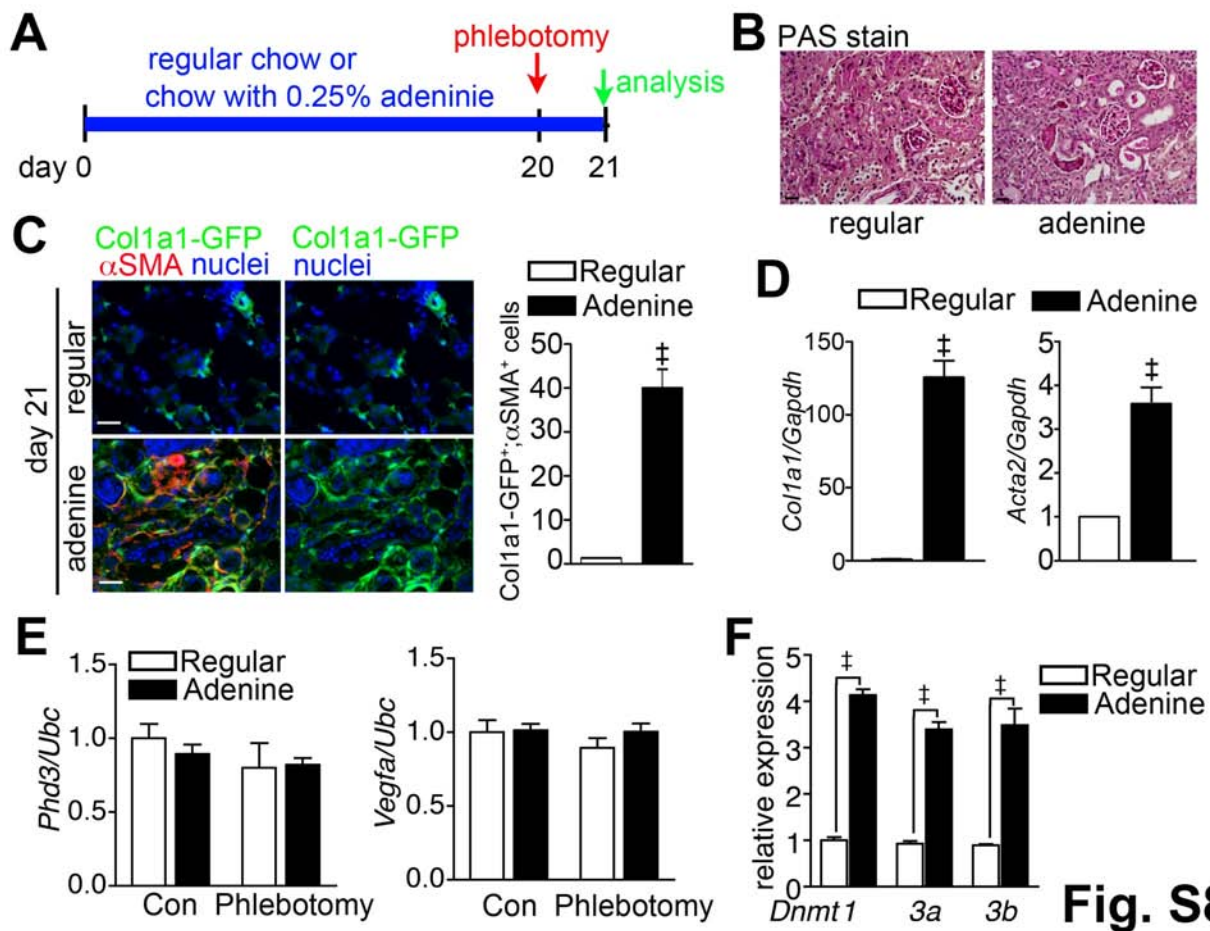 A
phlebotomy
regular chow or
chow with 0.25% adeninie
analysis
day 0
20
21
B
PAS stain
regular
adenine
C
Col1a1-GFP
αSMA nuclei
Col1a1-GFP
nuclei
day 21
regular
adenine
Regular
Adenine
Col1a1-GFP⁺;αSMA⁺ cells
50
40
30
20
10
0
‡
D
Regular
Adenine
Col1a1/Gapdh
150
100
50
0
‡
Acta2/Gapdh
5
4
3
2
1
0
‡
E
Regular
Adenine
Phd3/Ubc
1.5
1.0
0.5
0.0
Con Phlebotomy
Vegfa/Ubc
1.5
1.0
0.5
0.0
Con Phlebotomy
F
Regular
Adenine
relative expression
5
4
3
2
1
0
‡ ‡ ‡
Dnmt1 3a 3b
Fig. S8